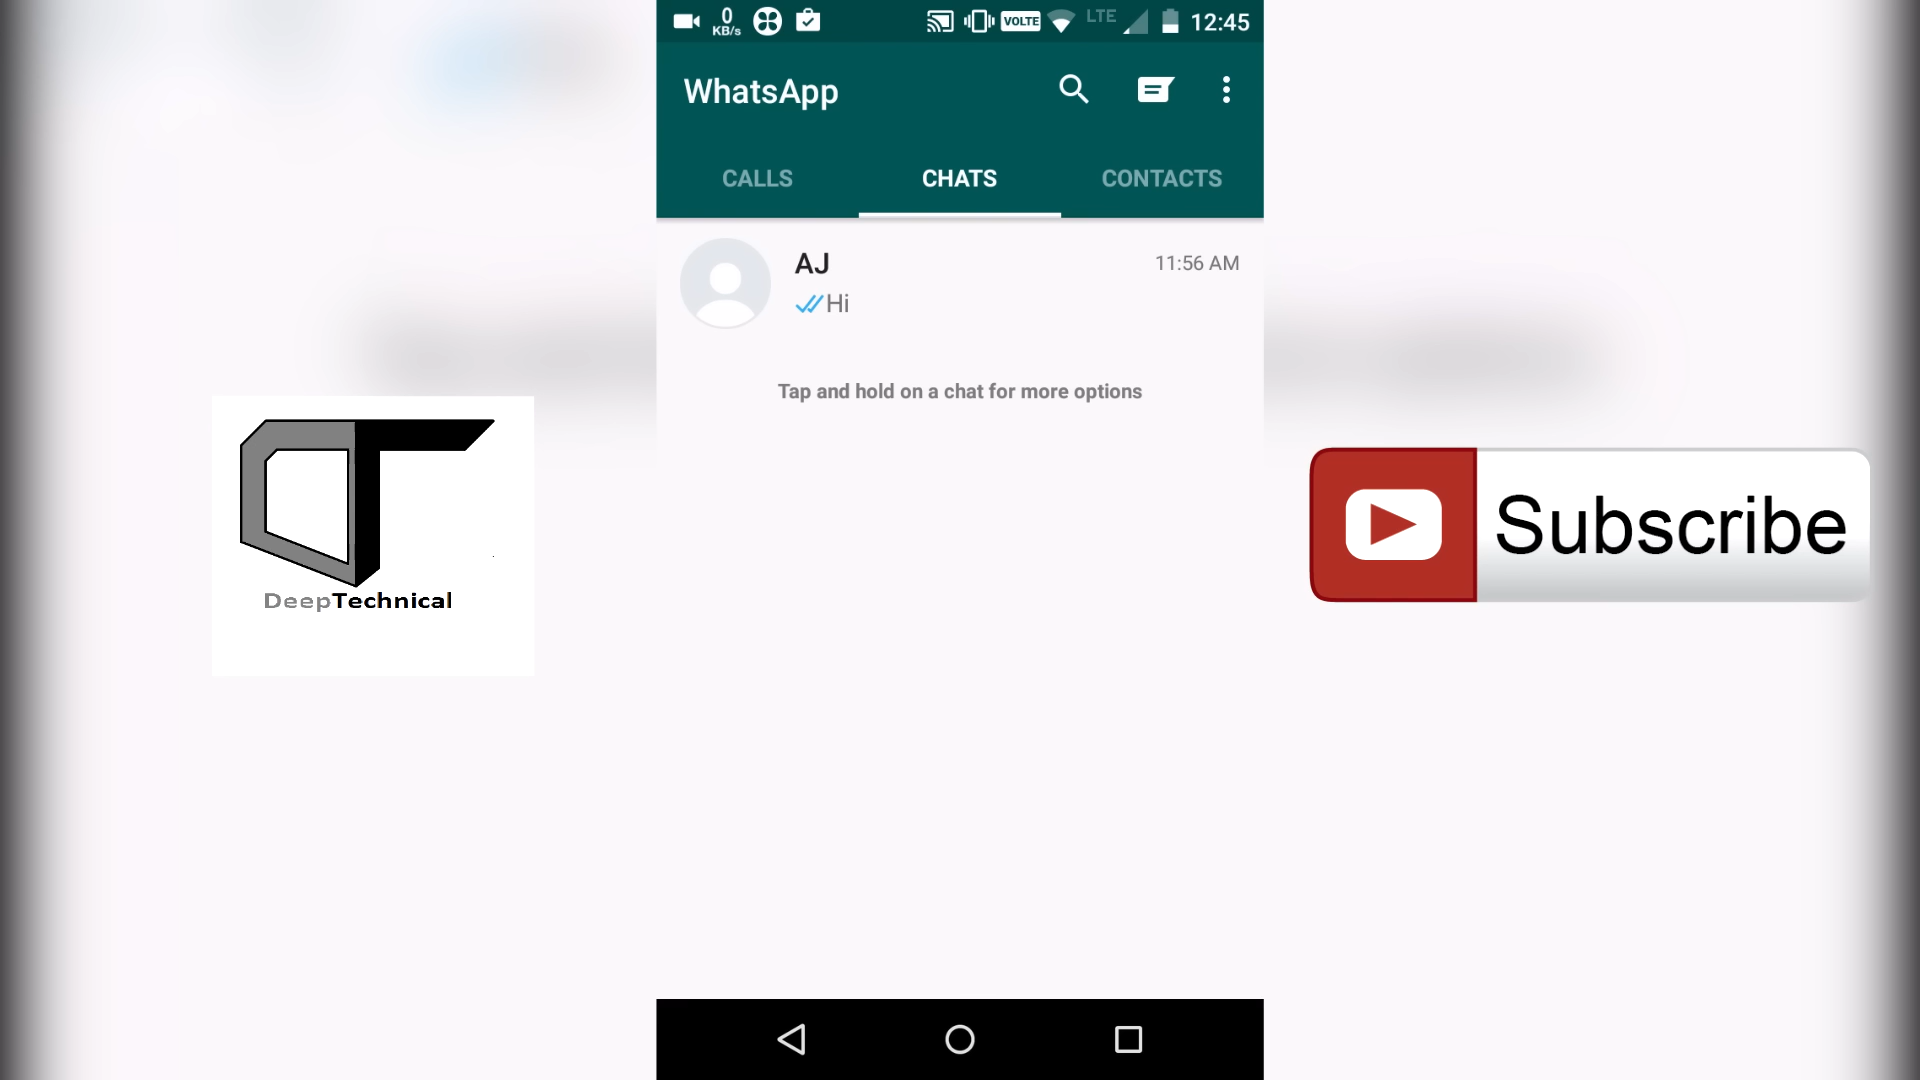 0
KB/s
VOLTE
LTE
12:45
WhatsApp
CALLS
CHATS
CONTACTS
AJ
11:56 AM
Hi
Tap and hold on a chat for more options
DeepTechnical
Subscribe